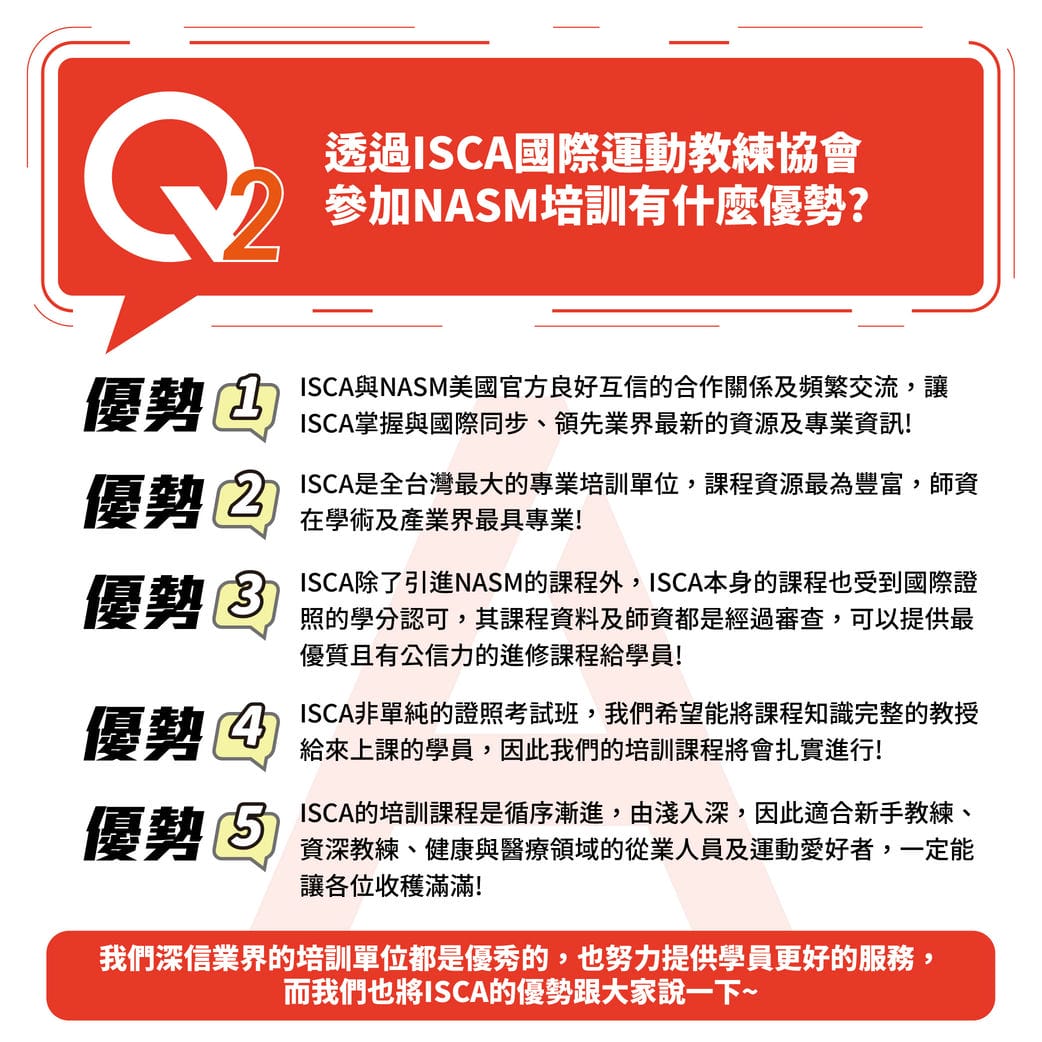 Q2
透過ISCA國際運動教練協會
參加NASM培訓有什麼優勢?
優勢1
ISCA與NASM美國官方良好互信的合作關係及頻繁交流，讓
ISCA掌握與國際同步、領先業界最新的資源及專業資訊!
優勢2
ISCA是全台灣最大的專業培訓單位，課程資源最為豐富，師資
在學術及產業界最具專業!
優勢3
ISCA除了引進NASM的課程外，ISCA本身的課程也受到國際證
照的學分認可，其課程資料及師資都是經過審查，可以提供最
優質且有公信力的進修課程給學員!
優勢4
ISCA非單純的證照考試班，我們希望能將課程知識完整的教授
給來上課的學員，因此我們的培訓課程將會扎實進行!
優勢5
ISCA的培訓課程是循序漸進，由淺入深，因此適合新手教練、
資深教練、健康與醫療領域的從業人員及運動愛好者，一定能
讓各位收穫滿滿!
我們深信業界的培訓單位都是優秀的，也努力提供學員更好的服務，
而我們也將ISCA的優勢跟大家說一下~